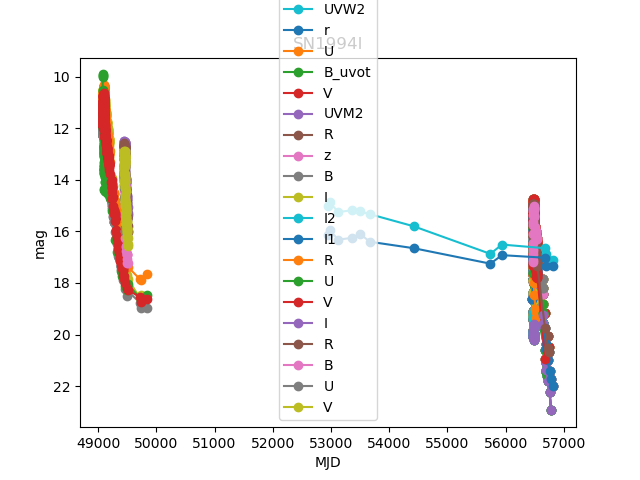 SN1994I
UVW2
r
U
B_uvot
V
UVM2
R
z
B
I
I2
I1
R
U
V
I
R
B
U
V
mag
10
12
14
16
18
20
22
49000 50000 51000 52000 53000 54000 55000 56000 57000
MJD